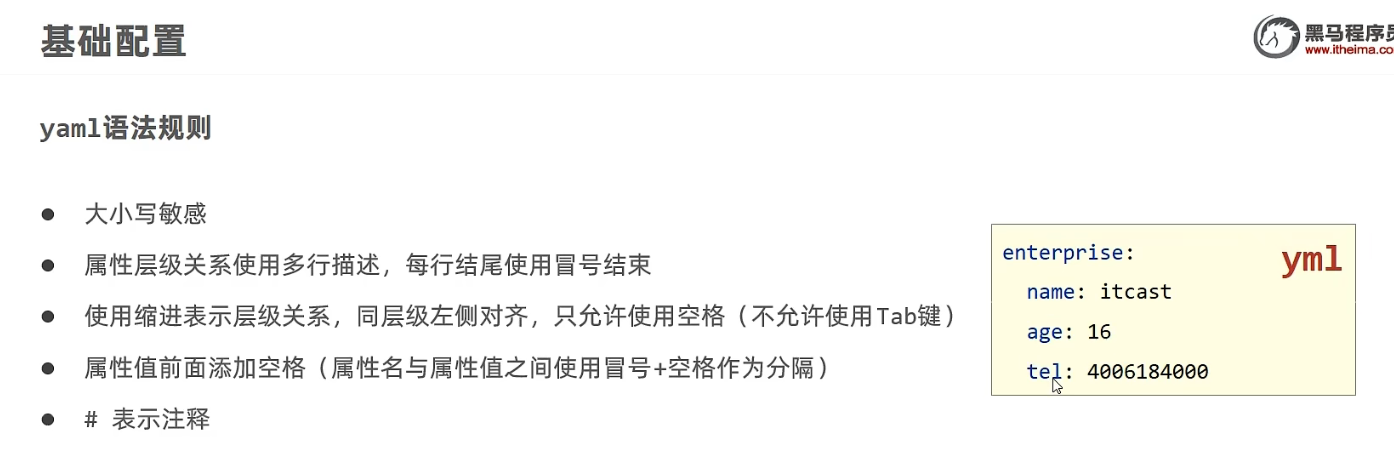 基础配置
黑马程序员
www.itheima.co
yaml语法规则
● 大小写敏感
● 属性层级关系使用多行描述，每行结尾使用冒号结束
● 使用缩进表示层级关系，同层级左侧对齐，只允许使用空格（不允许使用Tab键）
● 属性值前面添加空格（属性名与属性值之间使用冒号+空格作为分隔）
● # 表示注释
yml
enterprise:
  name: itcast
  age: 16
  tel: 4006184000